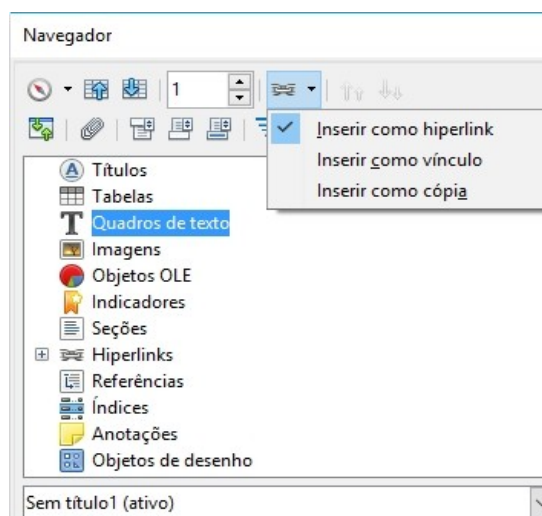 Navegador
1
Inserir como hiperlink
Inserir como vínculo
Inserir como cópia
Títulos
Tabelas
Quadros de texto
Imagens
Objetos OLE
Indicadores
Seções
Hiperlinks
Referências
Índices
Anotações
Objetos de desenho
Sem título1 (ativo)